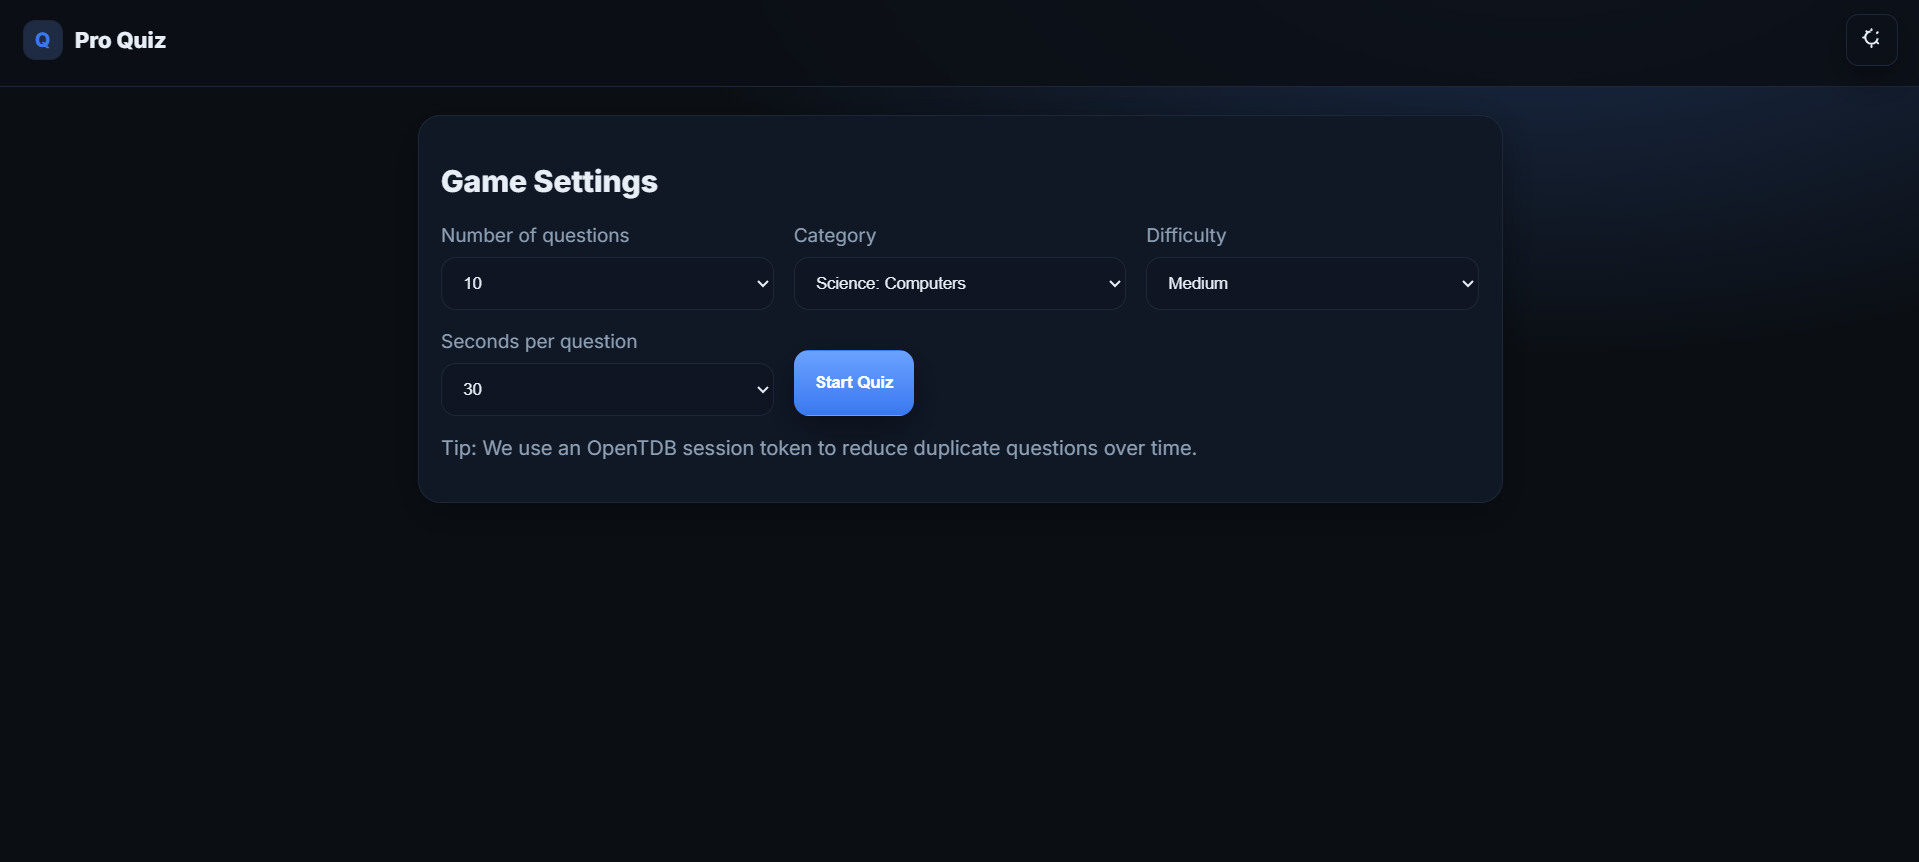 Q Pro Quiz
Game Settings
Number of questions
10
Category
Science: Computers
Difficulty
Medium
Seconds per question
30
Start Quiz
Tip: We use an OpenTDB session token to reduce duplicate questions over time.